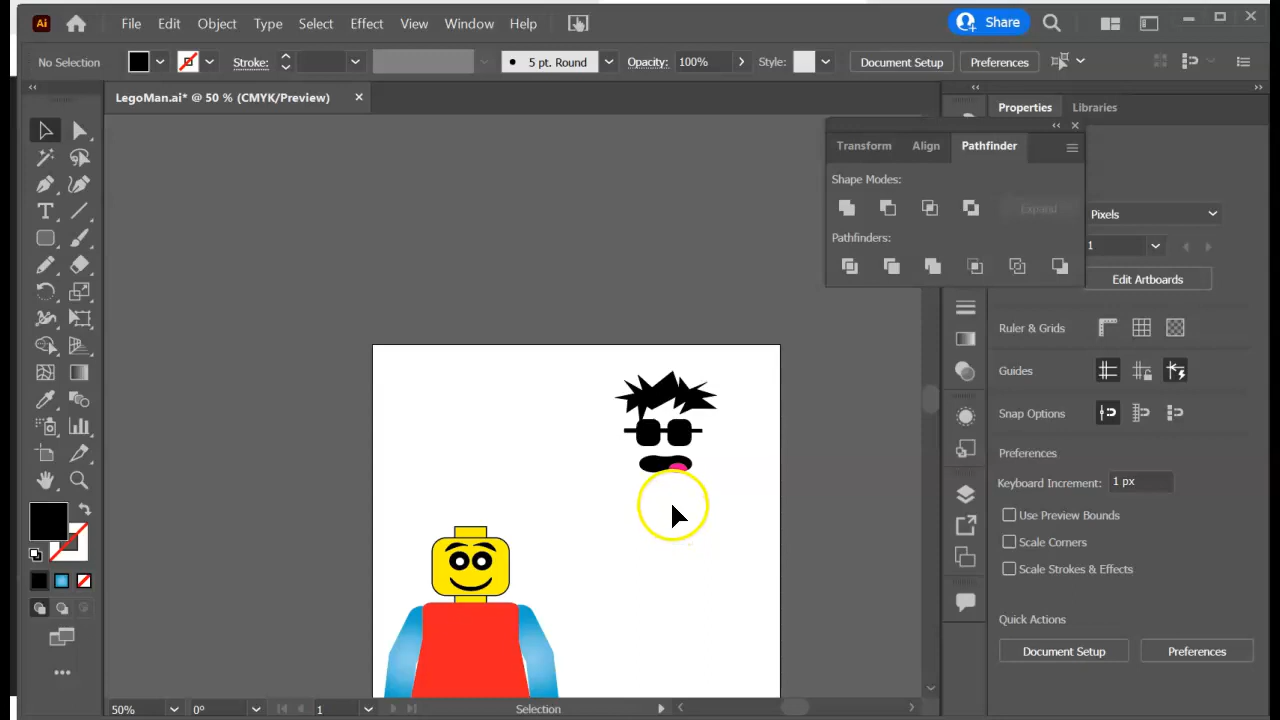 Ai File Edit Object Type Select Effect View Window Help Share
No Selection Stroke: 5 pt. Round Opacity: 100% Style: Document Setup Preferences
LegoMan.ai* @ 50 % (CMYK/Preview)
Properties Libraries
Transform Align Pathfinder
Shape Modes:
Expand
Pixels
Pathfinders:
1
Edit Artboards
Ruler & Grids
Guides
Snap Options
Preferences
Keyboard Increment: 1 px
Use Preview Bounds
Scale Corners
Scale Strokes & Effects
Quick Actions
Document Setup Preferences
50% 0° 1 Selection